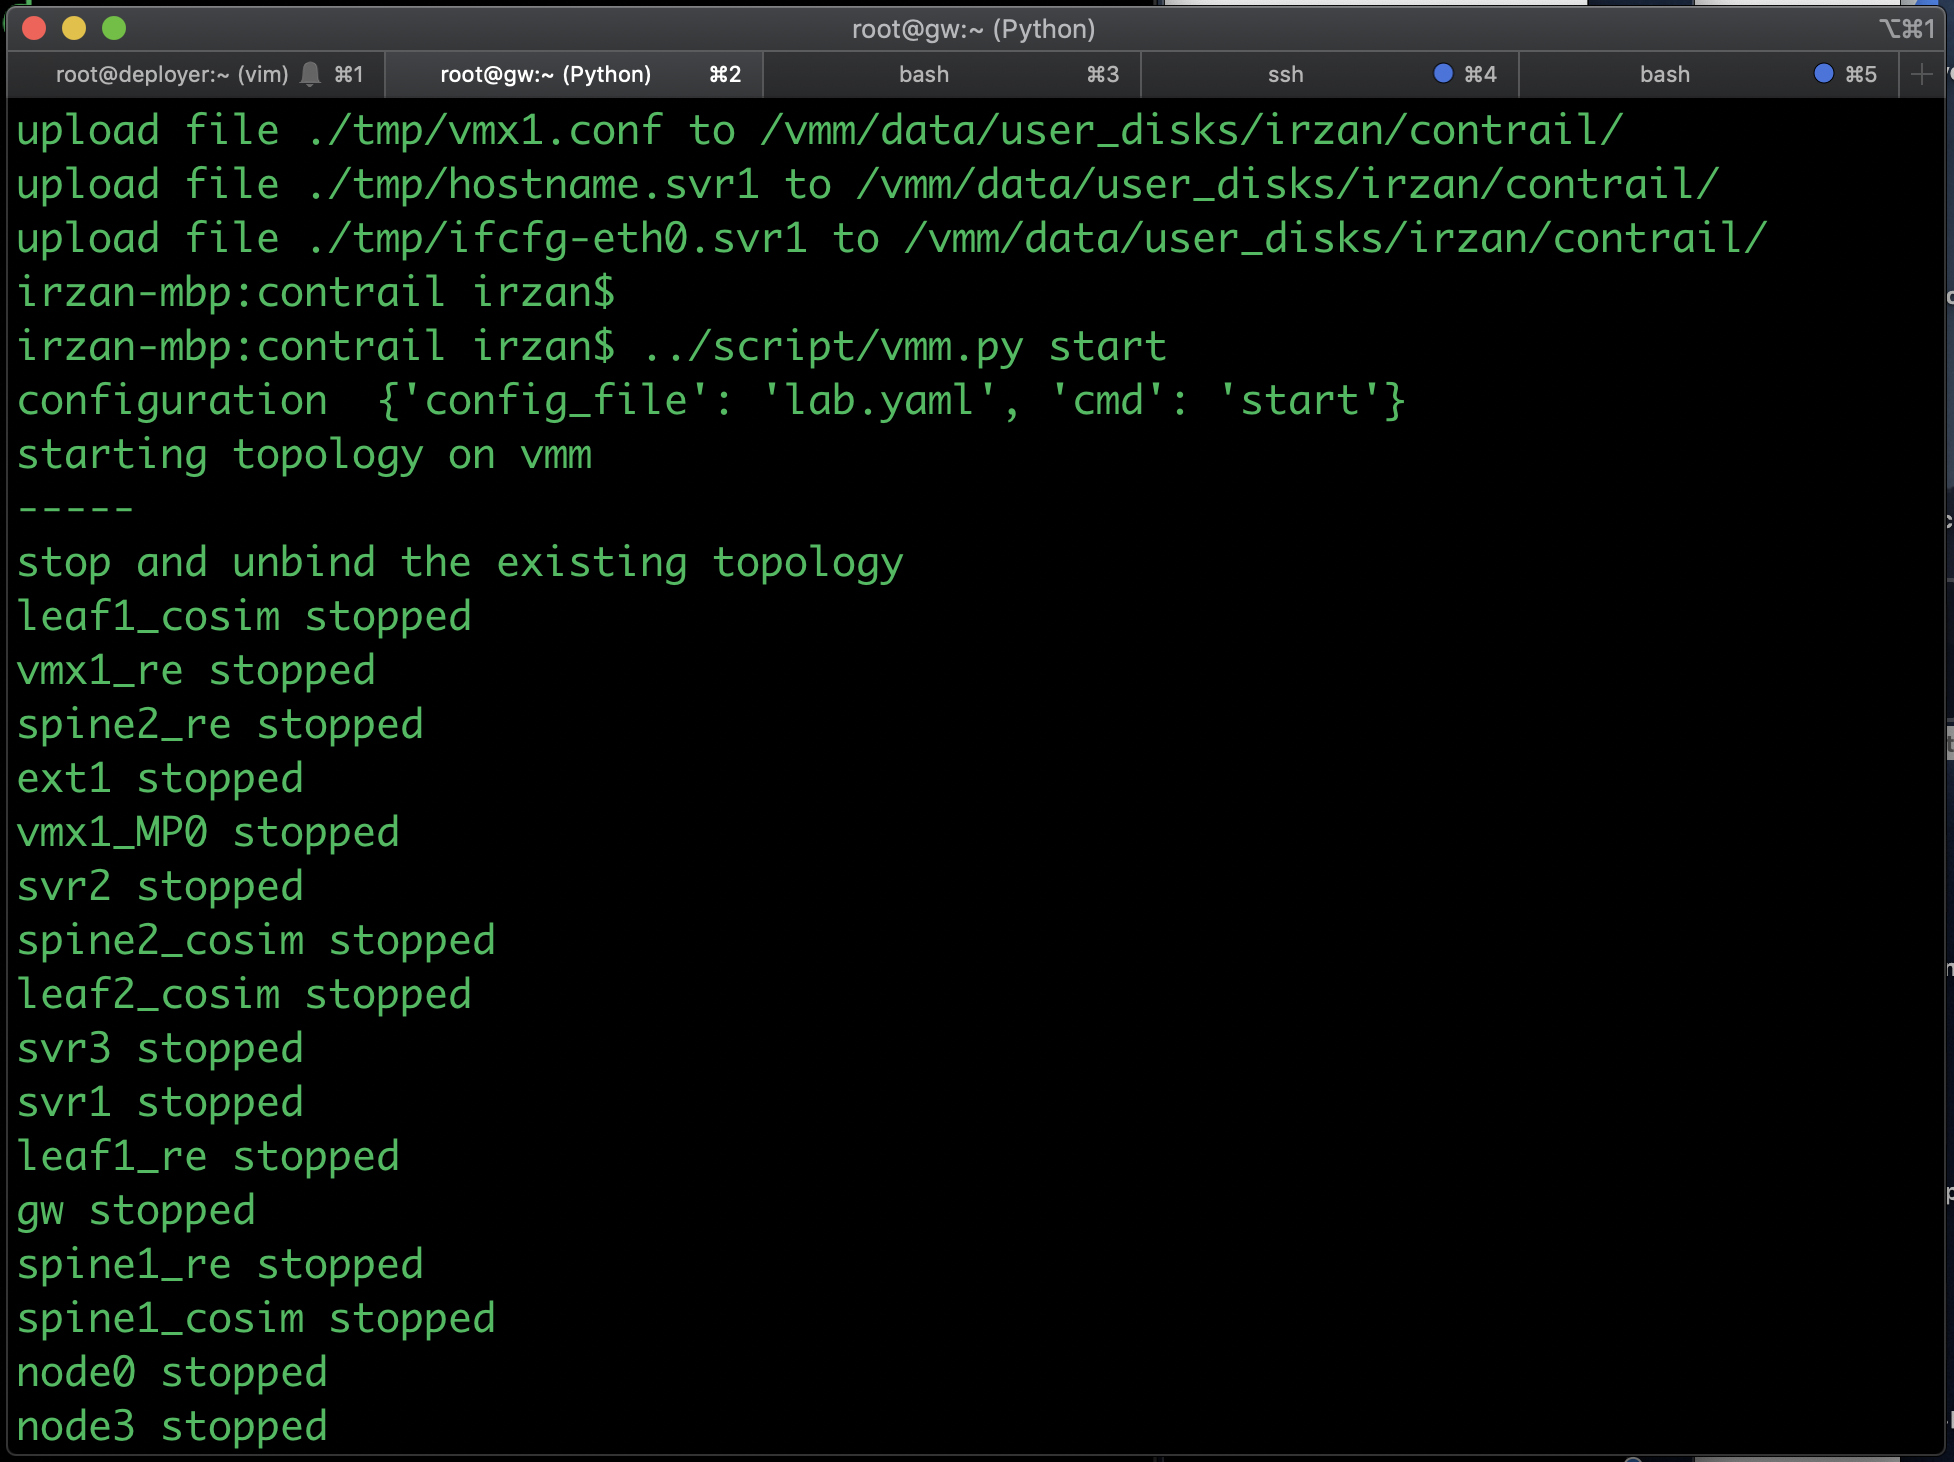 root@gw:~ (Python) ⌥⌘1
root@deployer:~ (vim) ⌘1 root@gw:~ (Python) ⌘2 bash ⌘3 ssh ⌘4 bash ⌘5
upload file ./tmp/vmx1.conf to /vmm/data/user_disks/irzan/contrail/
upload file ./tmp/hostname.svr1 to /vmm/data/user_disks/irzan/contrail/
upload file ./tmp/ifcfg-eth0.svr1 to /vmm/data/user_disks/irzan/contrail/
irzan-mbp:contrail irzan$
irzan-mbp:contrail irzan$ ../script/vmm.py start
configuration  {'config_file': 'lab.yaml', 'cmd': 'start'}
starting topology on vmm
-----
stop and unbind the existing topology
leaf1_cosim stopped
vmx1_re stopped
spine2_re stopped
ext1 stopped
vmx1_MP0 stopped
svr2 stopped
spine2_cosim stopped
leaf2_cosim stopped
svr3 stopped
svr1 stopped
leaf1_re stopped
gw stopped
spine1_re stopped
spine1_cosim stopped
node0 stopped
node3 stopped